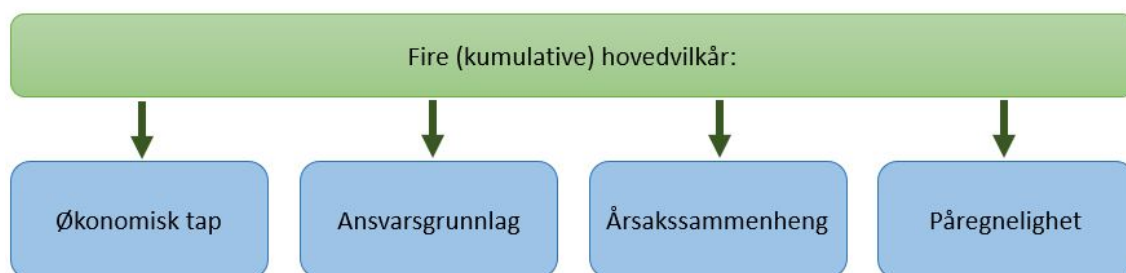 Fire (kumulative) hovedvilkår:
Økonomisk tap
Ansvarsgrunnlag
Årsakssammenheng
Påregnelighet